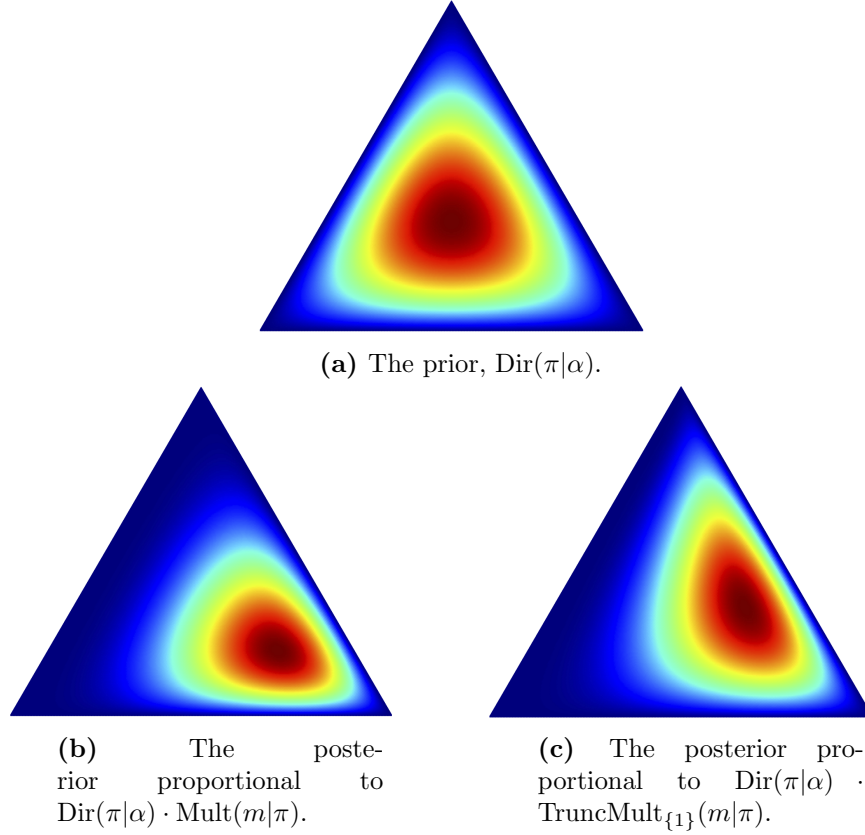 (a) The prior, Dir(π|α).
(b) The poste-
rior proportional to
Dir(π|α) · Mult(m|π).
(c) The posterior pro-
portional to Dir(π|α) ·
TruncMult{1}(m|π).